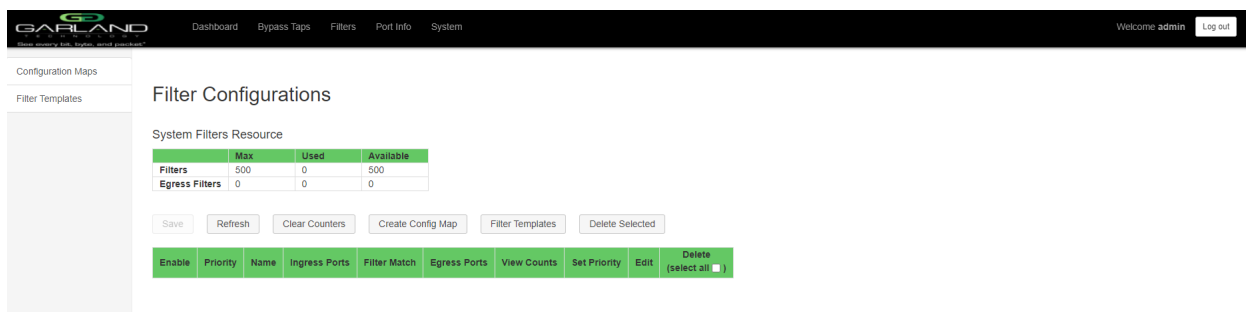 GARLAND
TECHNOLOGY
See every bit, byte, and packet®
Dashboard Bypass Taps Filters Port Info System
Welcome admin Log out
Configuration Maps
Filter Templates
Filter Configurations
System Filters Resource
Max Used Available
Filters 500 0 500
Egress Filters 0 0 0
Save Refresh Clear Counters Create Config Map Filter Templates Delete Selected
Enable Priority Name Ingress Ports Filter Match Egress Ports View Counts Set Priority Edit Delete
(select all )